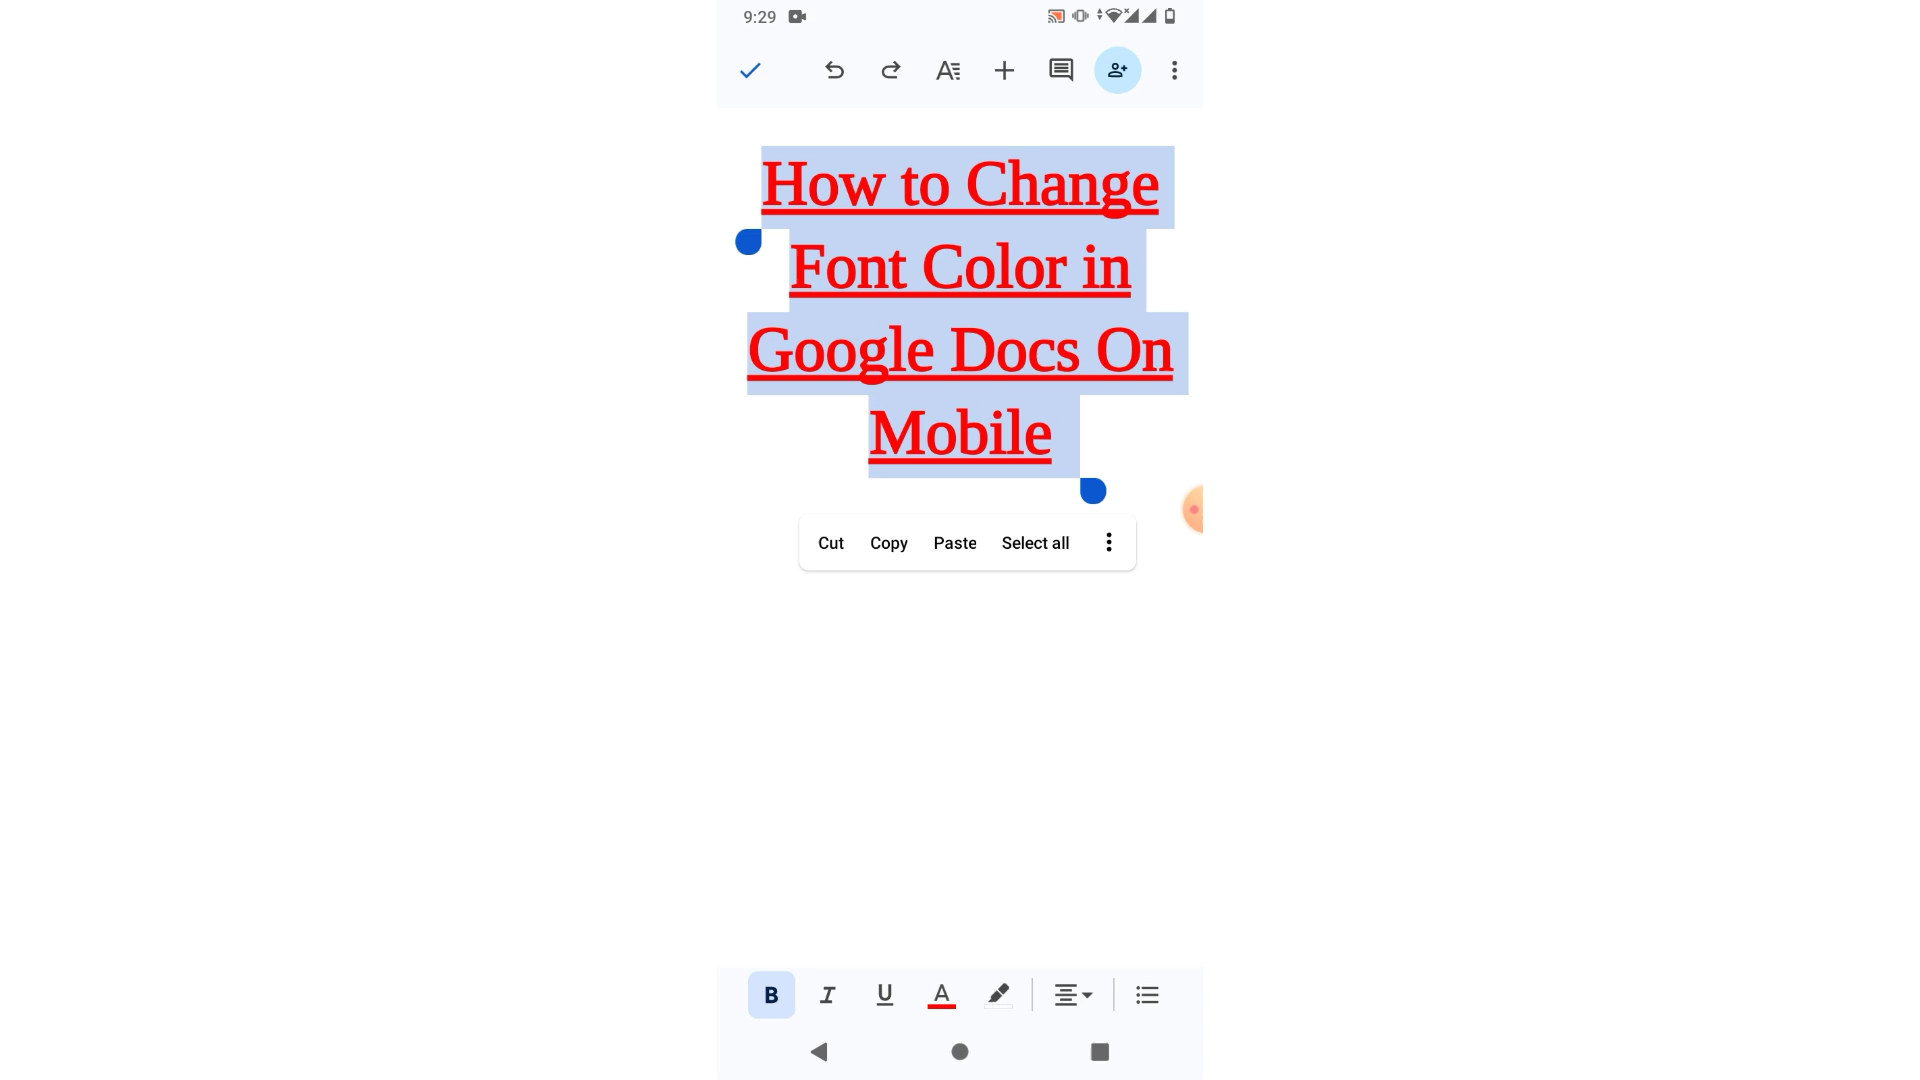 9:29
How to Change
Font Color in
Google Docs On
Mobile
Cut Copy Paste Select all
B I U A